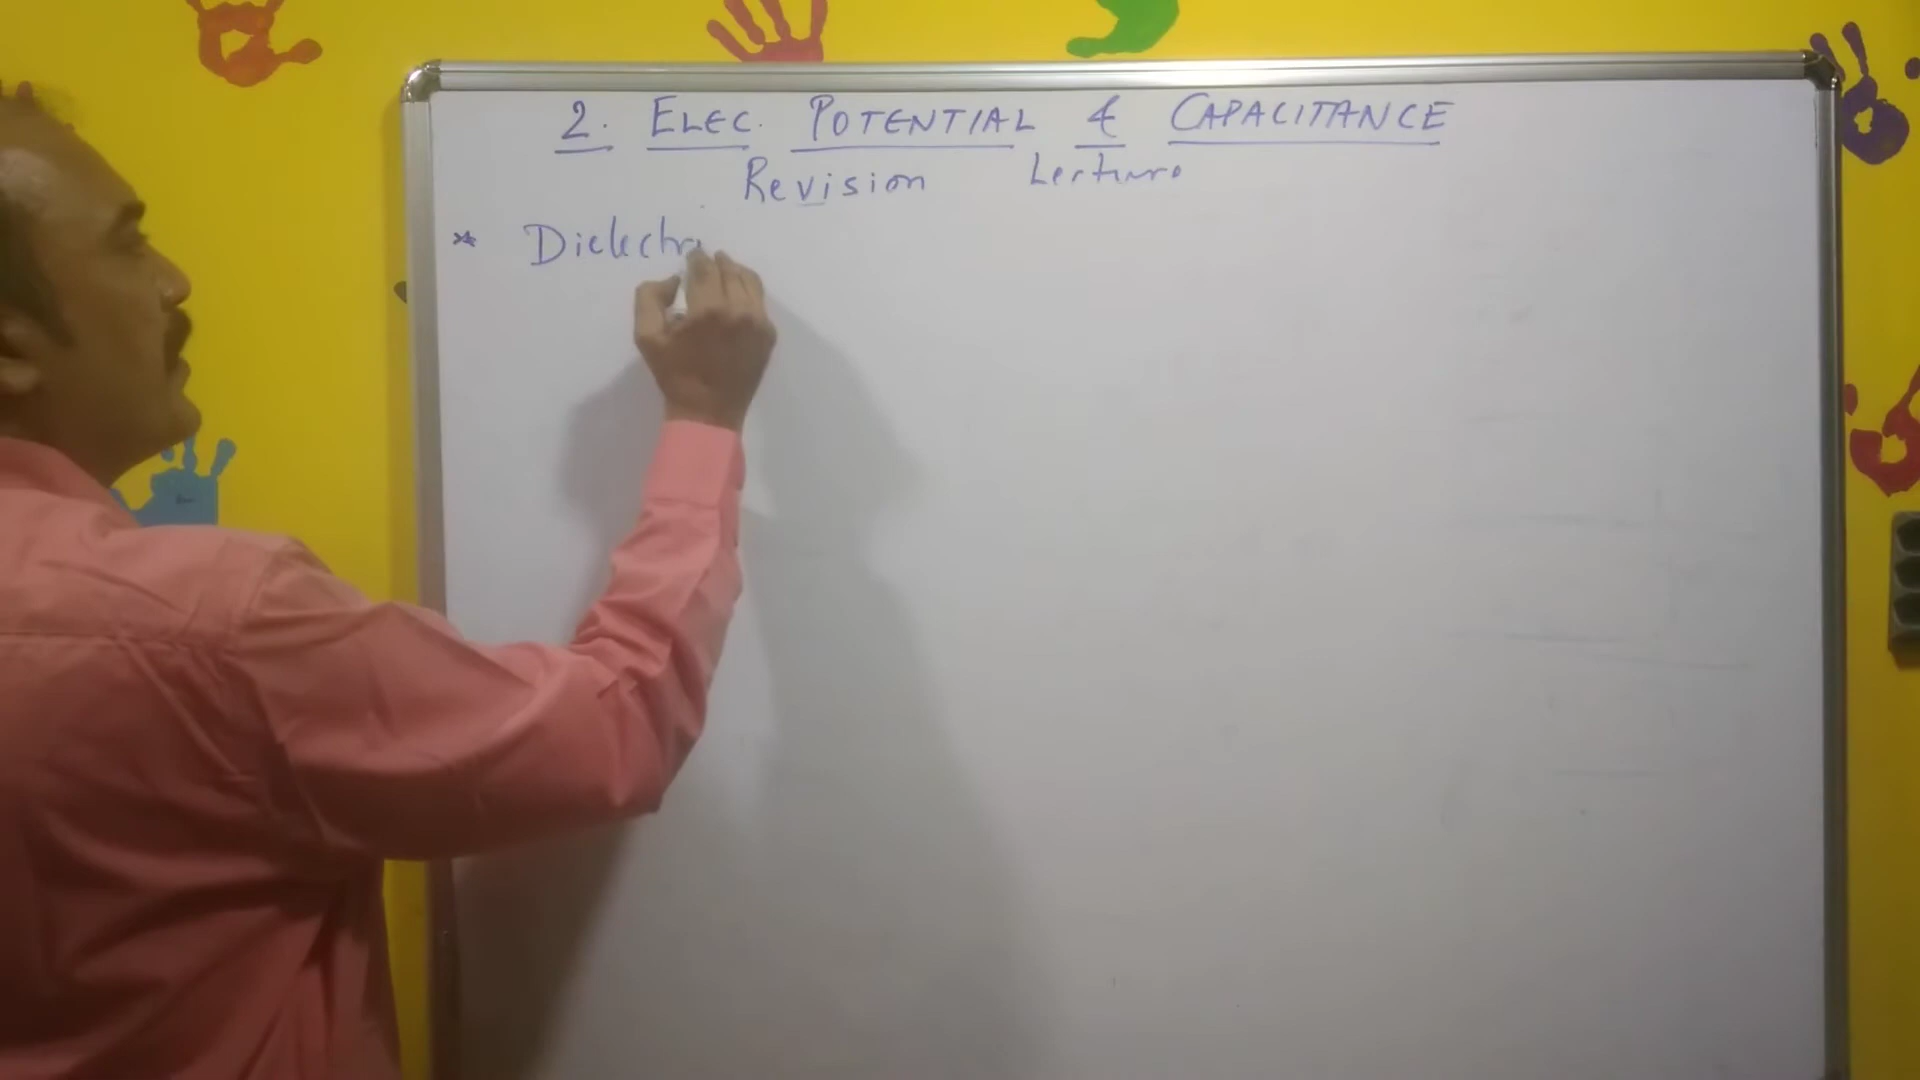 2. ELEC. POTENTIAL & CAPACITANCE
Revision Lecture
* Dielectr